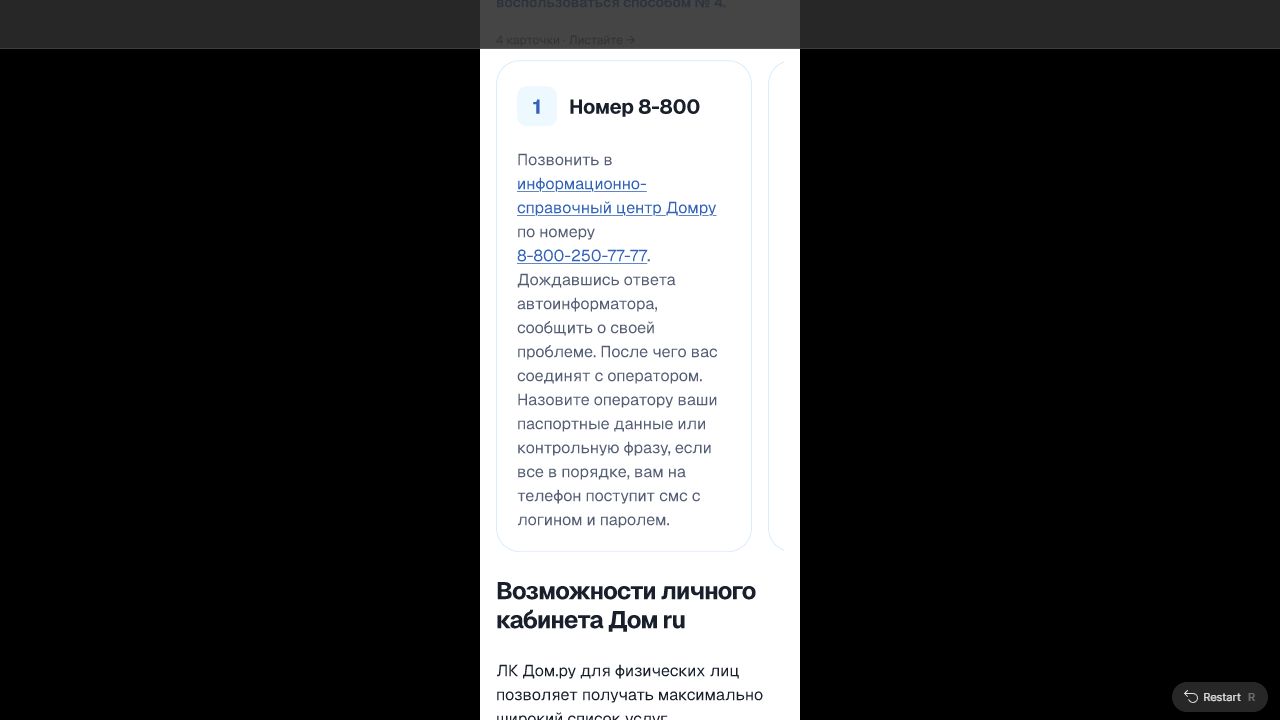 воспользоваться способом № 4.
4 карточки · Листайте →
1
Номер 8-800
Позвонить в
информационно-
справочный центр Домру
по номеру
8-800-250-77-77.
Дождавшись ответа
автоинформатора,
сообщить о своей
проблеме. После чего вас
соединят с оператором.
Назовите оператору ваши
паспортные данные или
контрольную фразу, если
все в порядке, вам на
телефон поступит смс с
логином и паролем.
Возможности личного
кабинета Дом ru
ЛК Дом.ру для физических лиц
позволяет получать максимально
широкий список услуг
Restart R